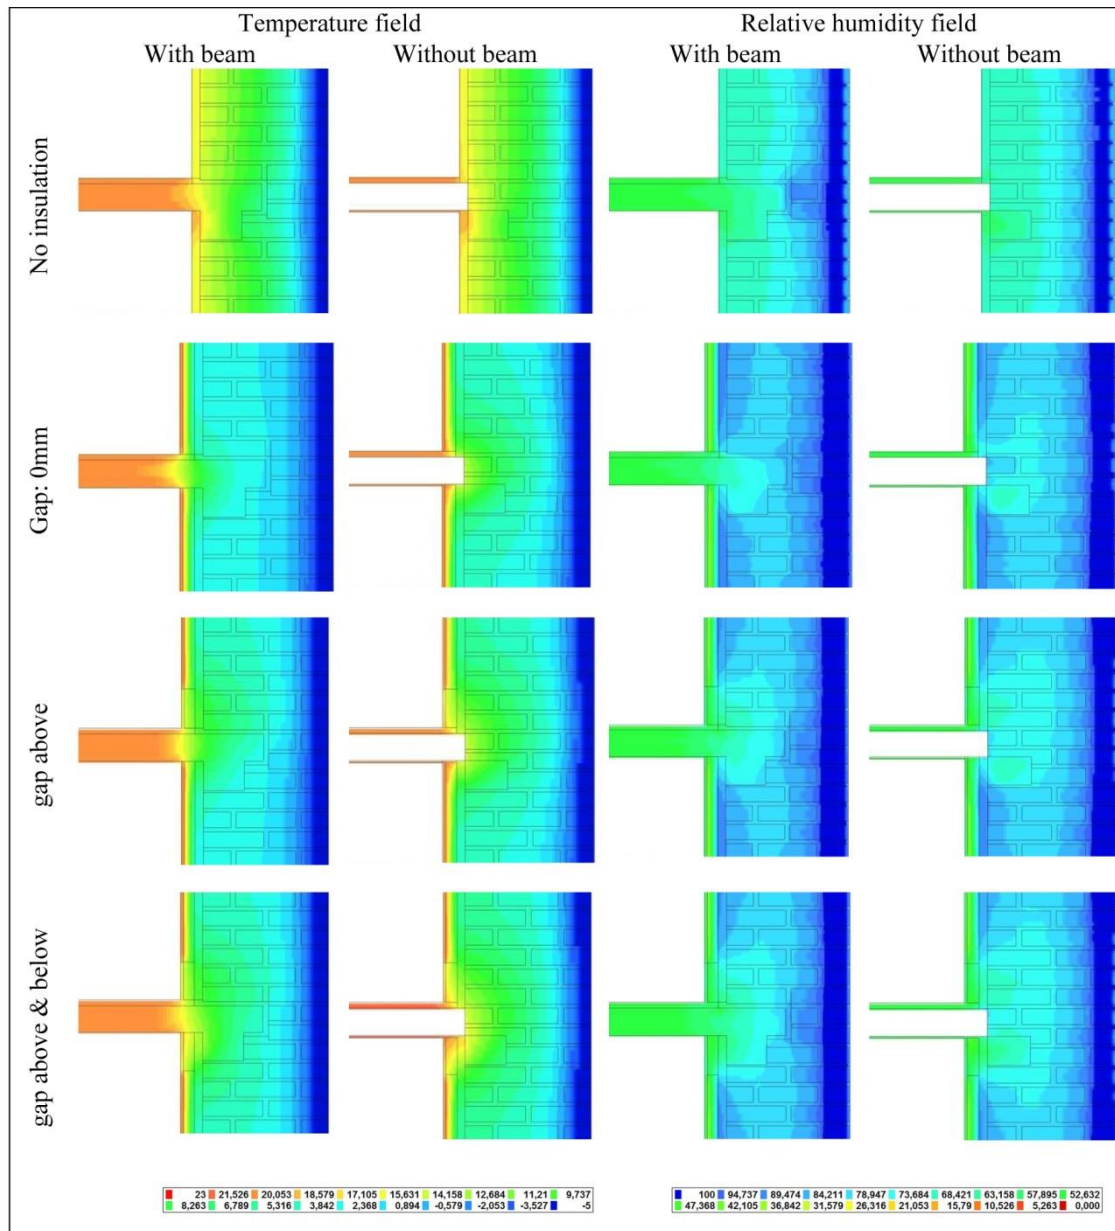 Temperature field Relative humidity field
With beam Without beam With beam Without beam
No insulation
Gap: 0mm
gap above
gap above & below
23 21,526 20,053 18,579 17,105 15,631 14,158 12,684 11,21 9,737
8,263 6,789 5,316 3,842 2,368 0,894 -0,579 -2,053 -3,527 -5
100 94,737 89,474 84,211 78,947 73,684 68,421 63,158 57,895 52,632
47,368 42,105 36,842 31,579 26,316 21,053 15,79 10,526 5,263 0,000